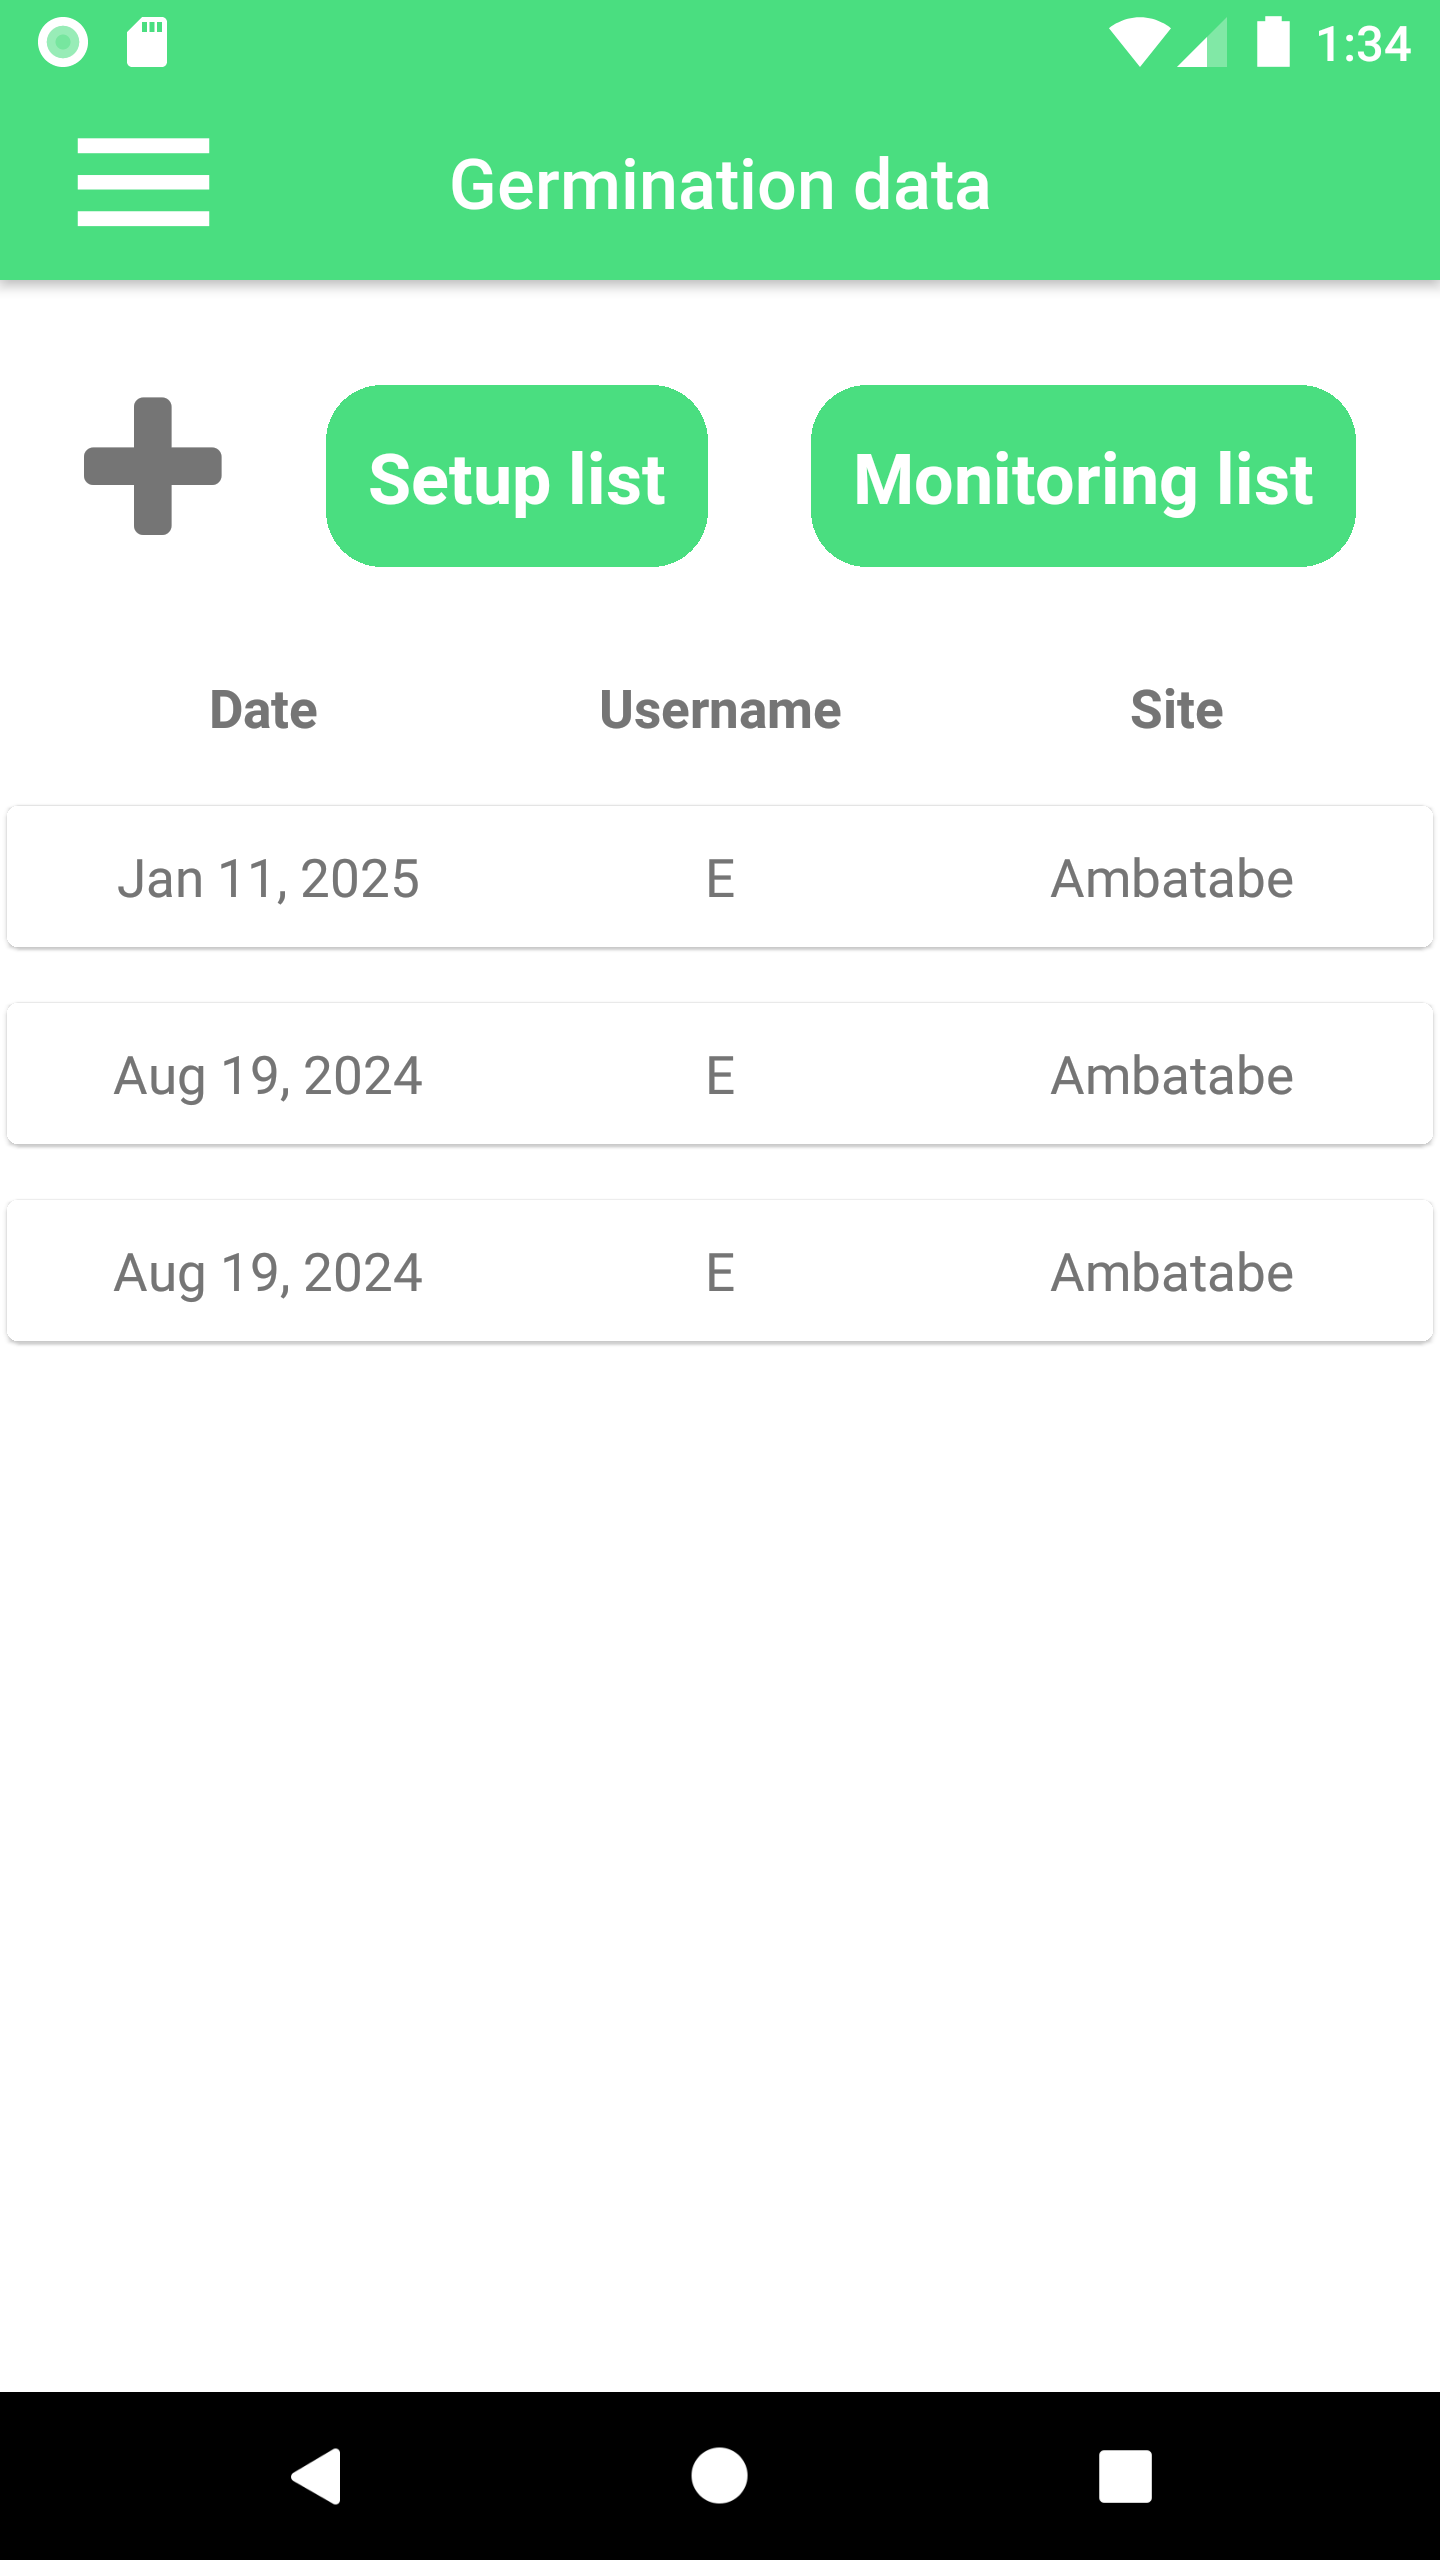 1:34
Germination data
Setup list Monitoring list
Date Username Site
Jan 11, 2025 E Ambatabe
Aug 19, 2024 E Ambatabe
Aug 19, 2024 E Ambatabe